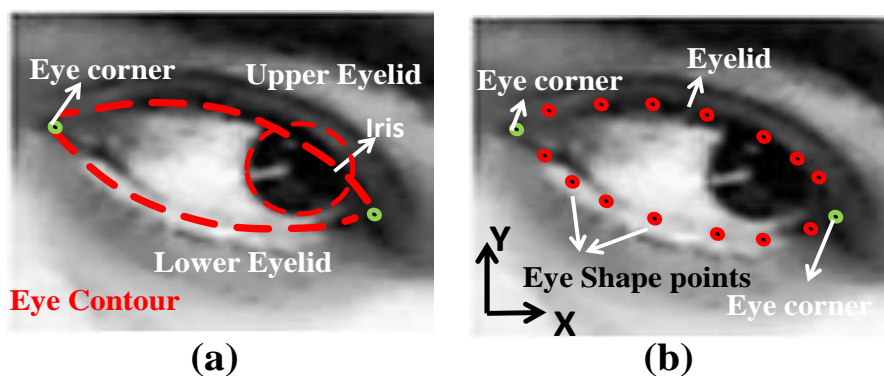 Eye corner
Upper Eyelid
Iris
Lower Eyelid
Eye Contour
(a)
Eyelid
Eye corner
Y
Eye Shape points
X
Eye corner
(b)